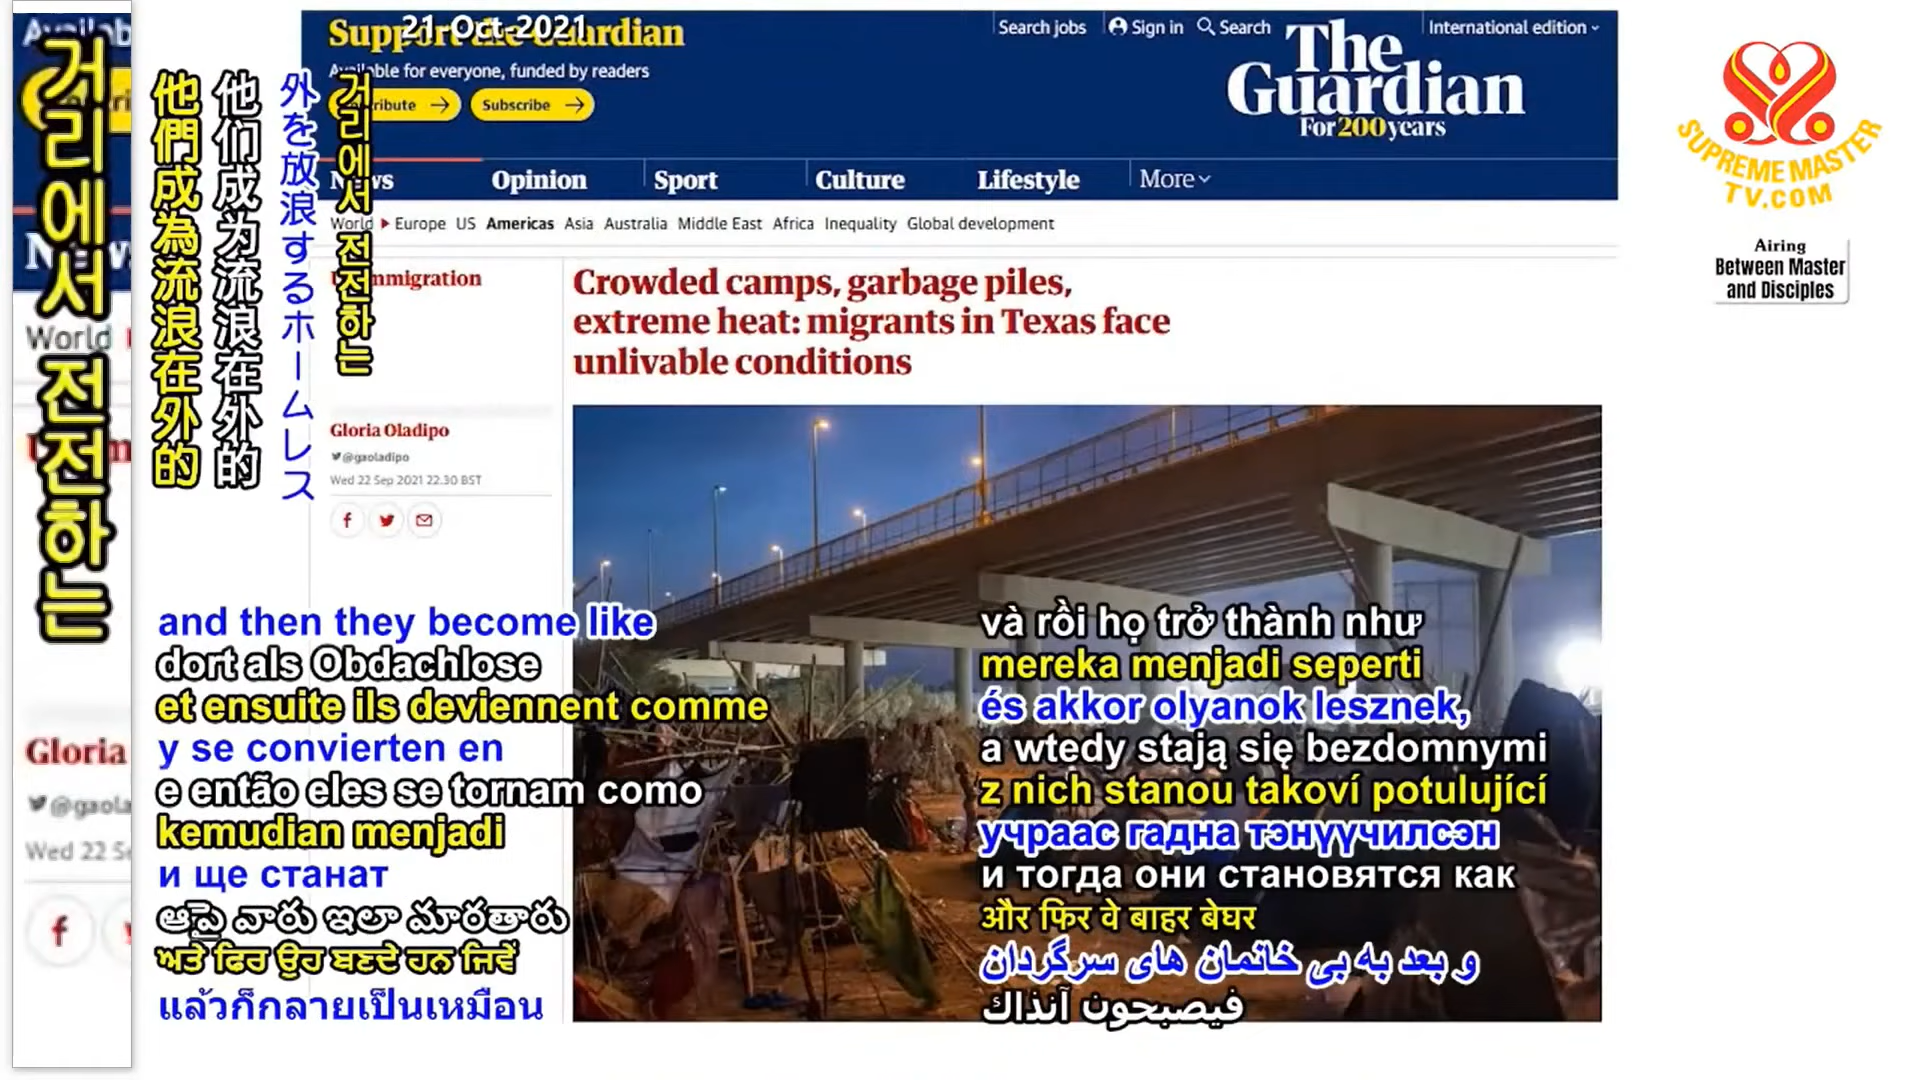 거리에서 전전하는
他們成為流浪在外的
他们成为流浪在外的
外を放浪するホームレス
거리에서 전전하는
21-Oct-2021
Support the Guardian
Available for everyone, funded by readers
Subscribe
Search jobs
Sign in
Search
International edition
The
Guardian
For 200 years
News
Opinion
Sport
Culture
Lifestyle
More
World
Europe
US
Americas
Asia
Australia
Middle East
Africa
Inequality
Global development
Crowded camps, garbage piles,
extreme heat: migrants in Texas face
unlivable conditions
Gloria Oladipo
@gaoladipo
Wed 22 Sep 2021 22.30 BST
World
Gloria
and then they become like
dort als Obdachlose
et ensuite ils deviennent comme
y se convierten en
e então eles se tornam como
kemudian menjadi
и ще станат
ఆపై వారు ఇలా మారతారు
ਅਤੇ ਫਿਰ ਉਹ ਬਣਦੇ ਹਨ ਜਿਵੇਂ
แล้วก็กลายเป็นเหมือน
và rồi họ trở thành như
mereka menjadi seperti
és akkor olyanok lesznek,
a wtedy stają się bezdomnymi
z nich stanou takoví potulující
учраас гадна тэнүүчилсэн
и тогда они становятся как
और फिर वे बाहर बेघर
و بعد به بی خانمان های سرگردان
فيصبحون آنذاك
SUPREME MASTER
TV.COM
Airing
Between Master
and Disciples